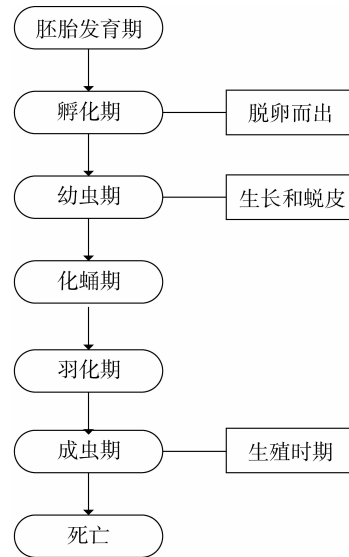 胚胎发育期
孵化期
脱卵而出
幼虫期
生长和蜕皮
化蛹期
羽化期
成虫期
生殖时期
死亡